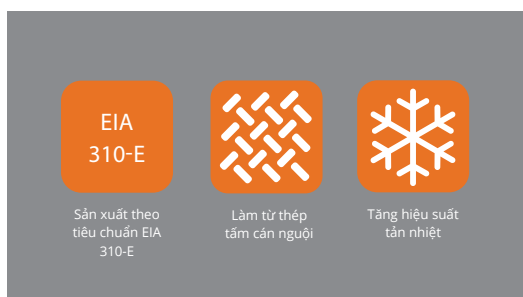 EIA
310-E
Sản xuất theo
tiêu chuẩn EIA
310-E
Làm từ thép
tấm cán nguội
Tăng hiệu suất
tản nhiệt